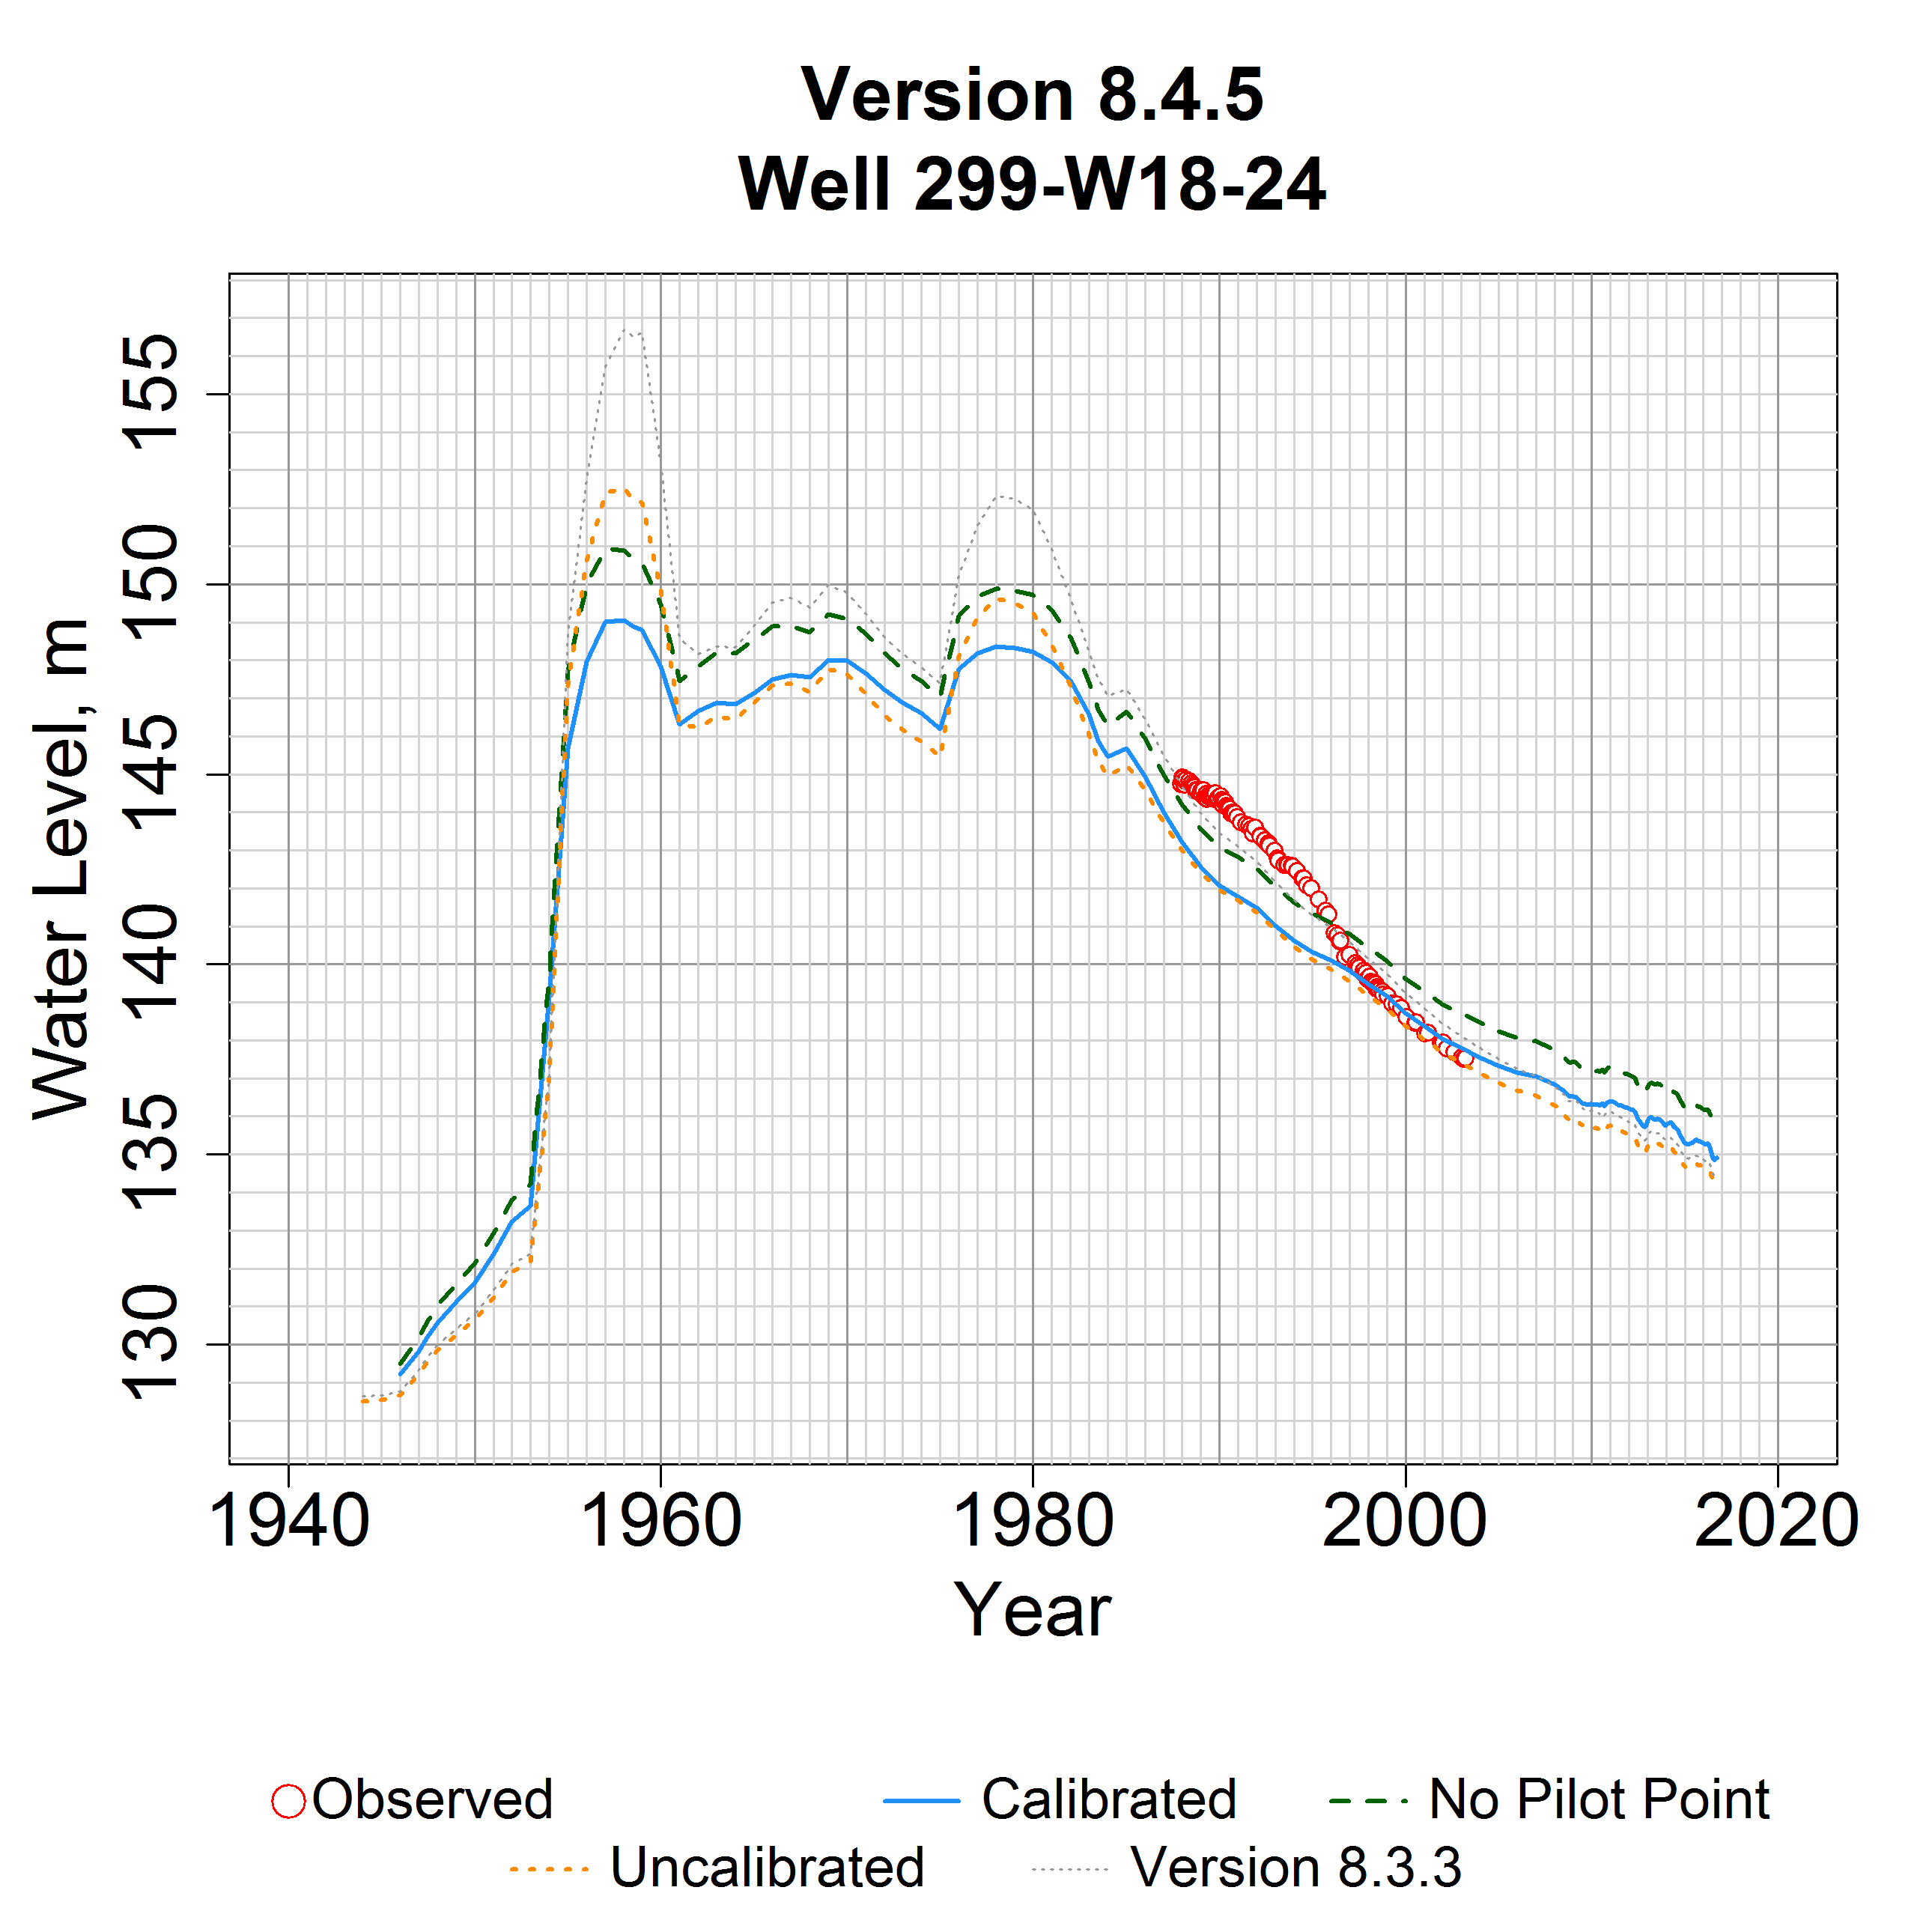 Version 8.4.5
Well 299-W18-24
Water Level, m
155
150
145
140
135
130
1940 1960 1980 2000 2020
Year
Observed Calibrated No Pilot Point
Uncalibrated Version 8.3.3